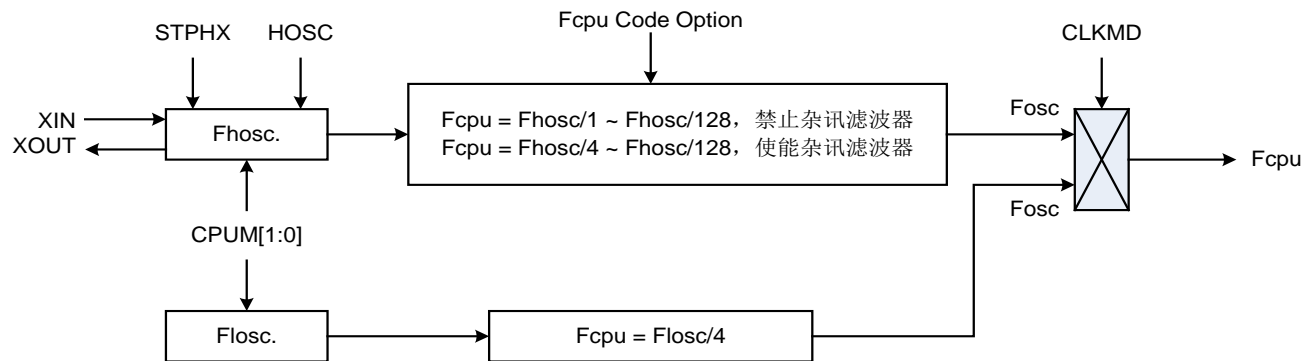 Fcpu Code Option
STPHX HOSC CLKMD
XIN
XOUT
Fhosc.
Fcpu = Fhosc/1 ~ Fhosc/128，禁止杂讯滤波器
Fcpu = Fhosc/4 ~ Fhosc/128，使能杂讯滤波器
Fosc
Fcpu
Fosc
CPUM[1:0]
Flosc.
Fcpu = Flosc/4